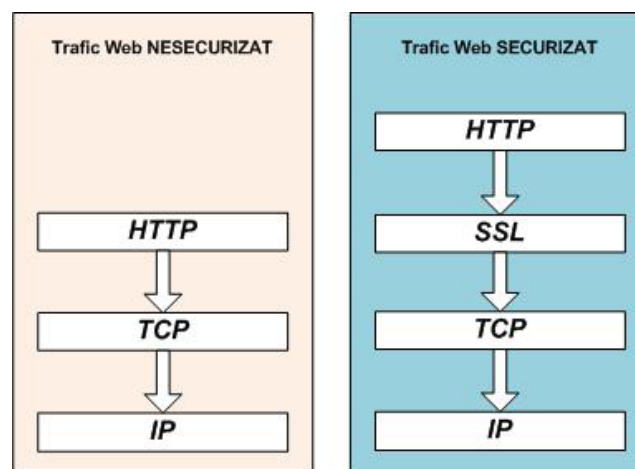 Trafic Web NESECURIZAT
HTTP
TCP
IP
Trafic Web SECURIZAT
HTTP
SSL
TCP
IP